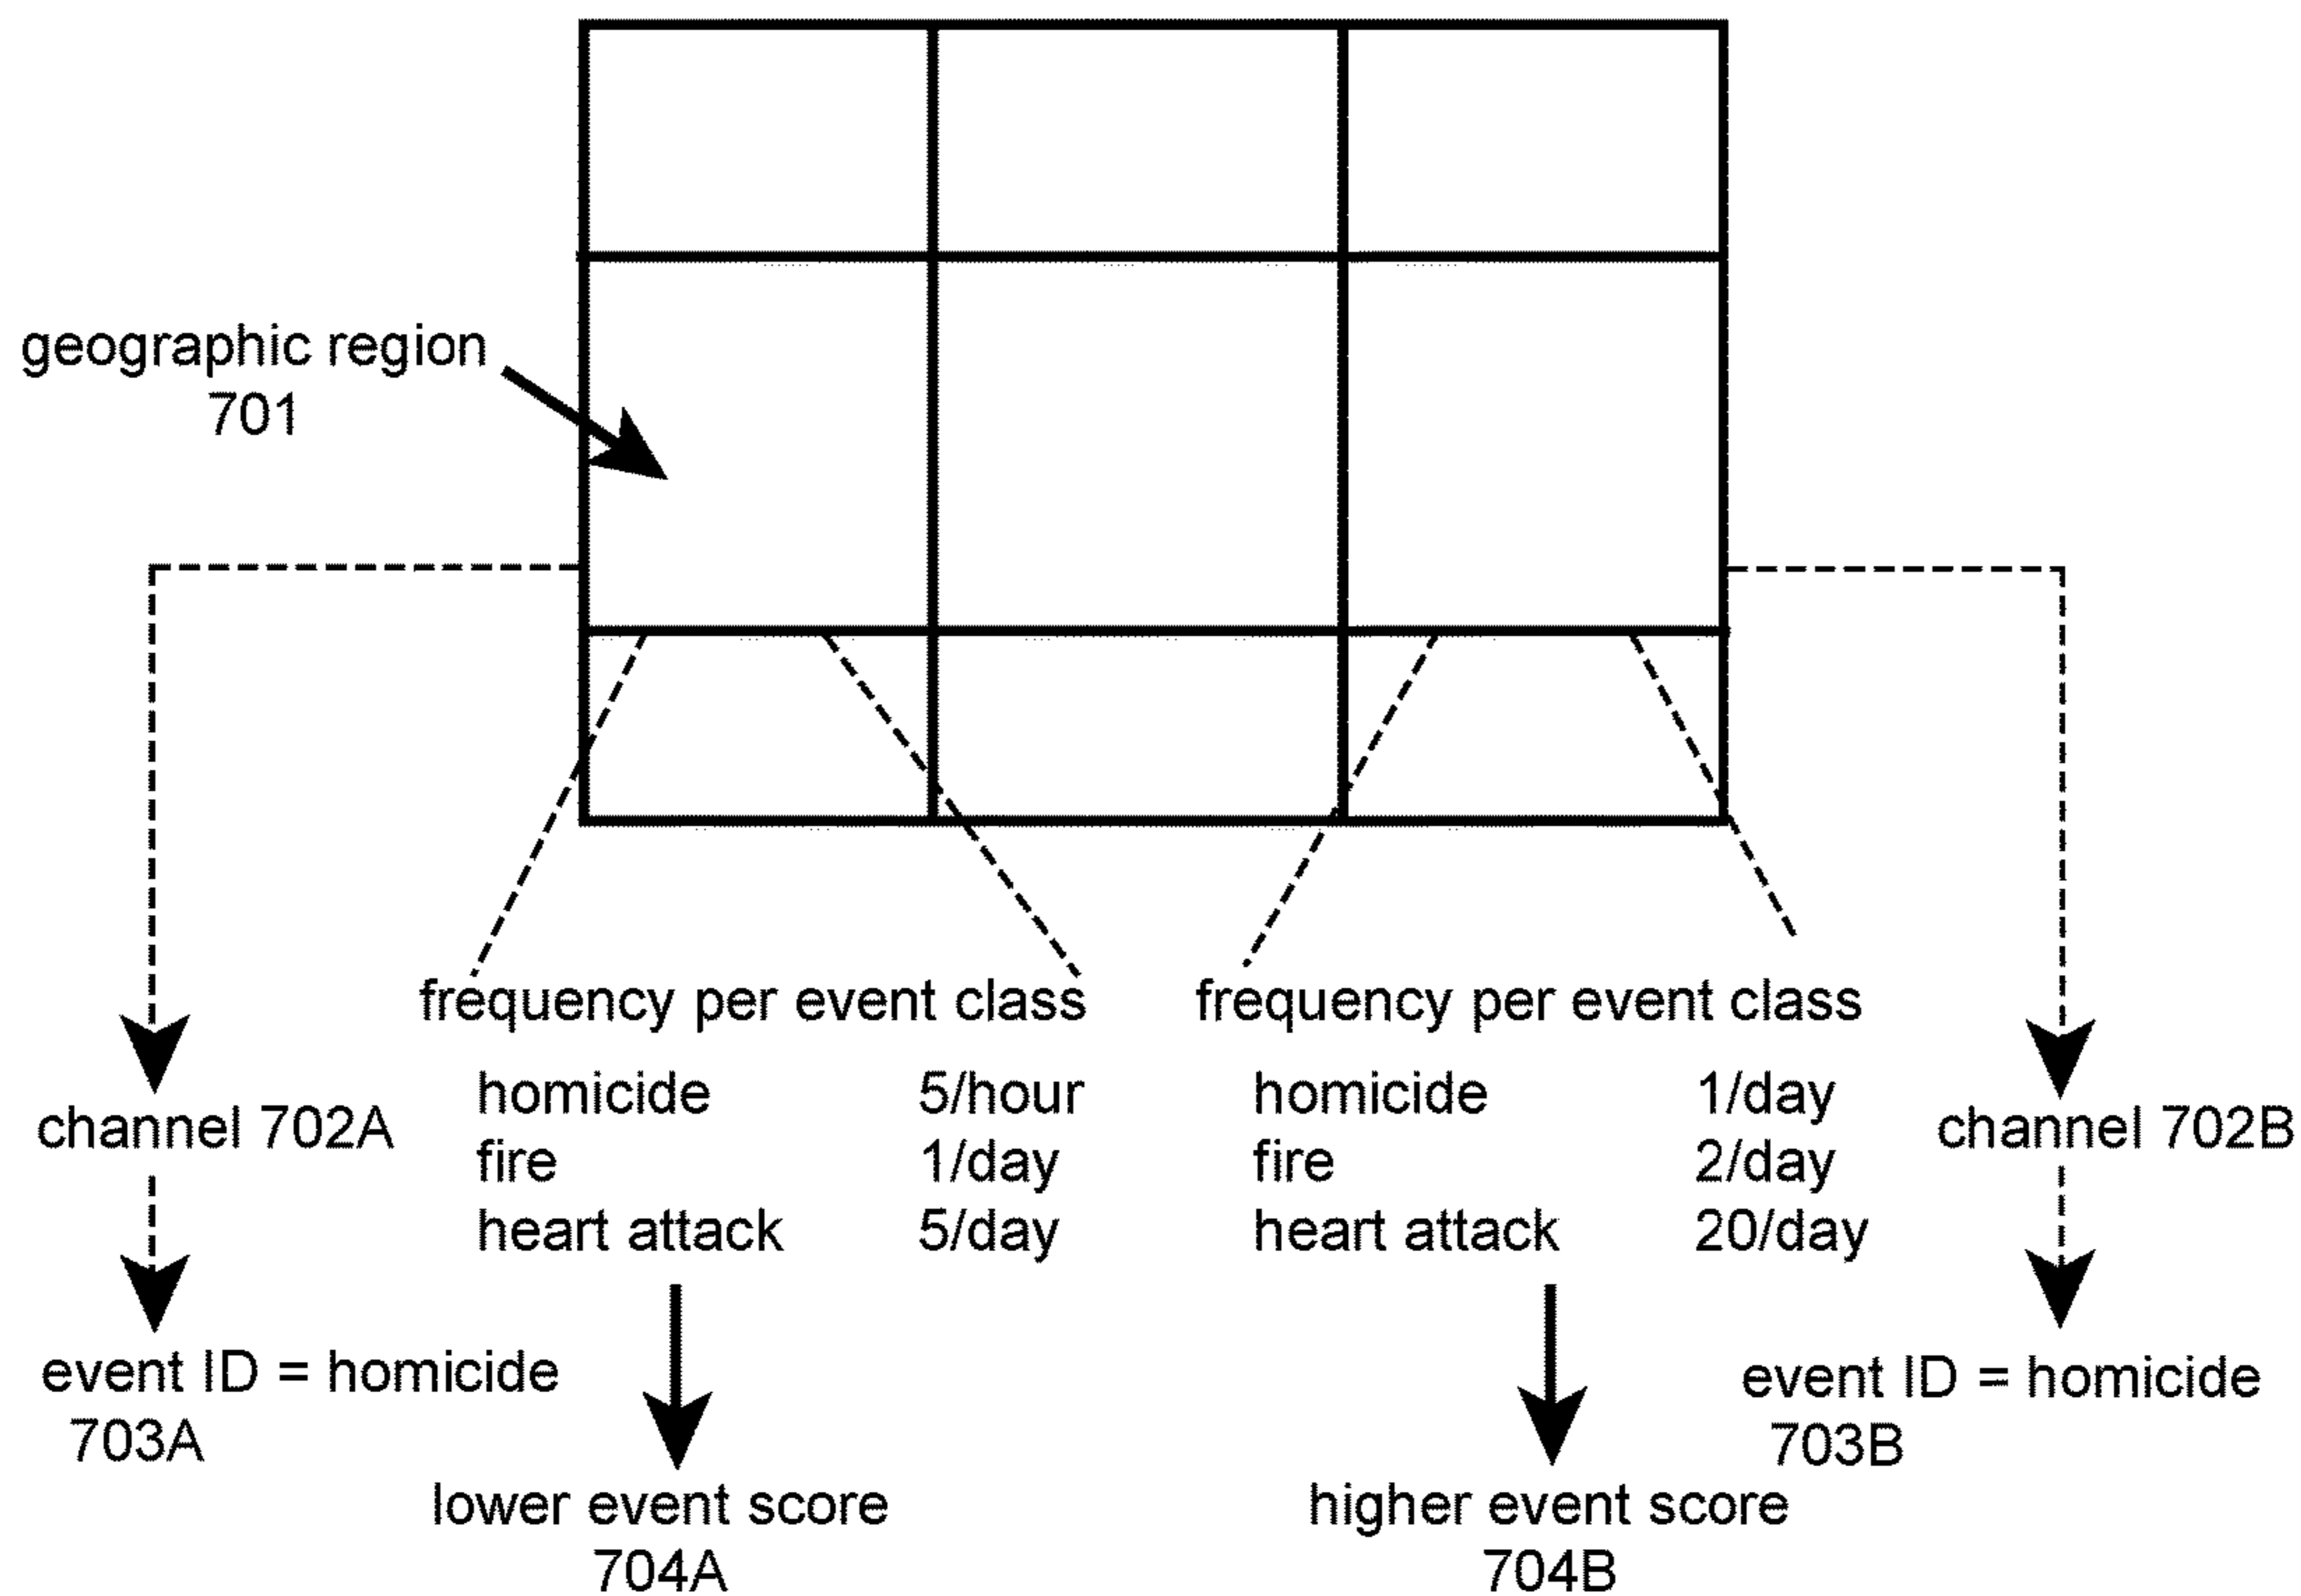 geographic region
701
frequency per event class
homicide 5/hour
fire 1/day
heart attack 5/day
frequency per event class
homicide 1/day
fire 2/day
heart attack 20/day
channel 702A
channel 702B
event ID = homicide
703A
event ID = homicide
703B
lower event score
704A
higher event score
704B